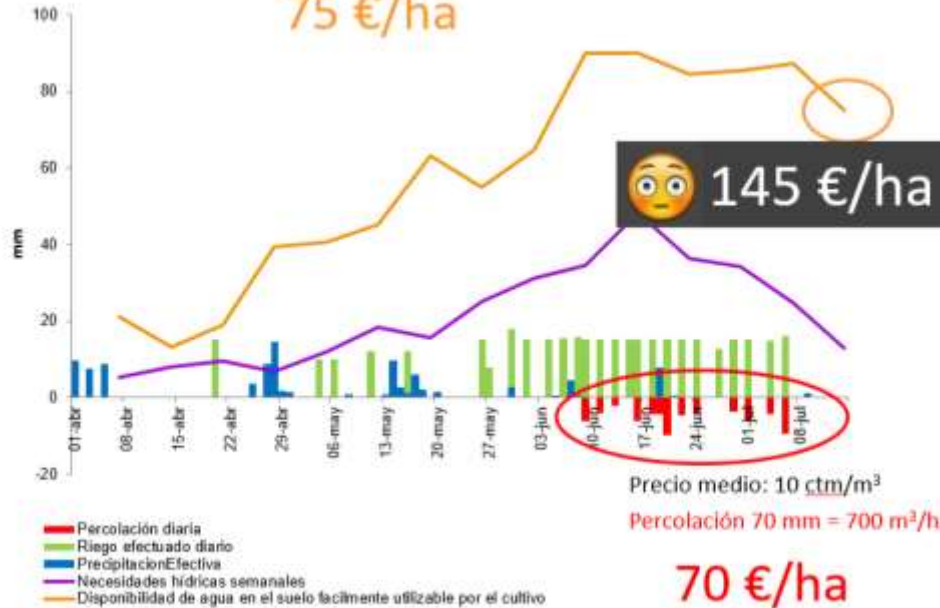 75 €/ha
100
80
60
40
20
0
-20
mm
145 €/ha
01-abr
08-abr
15-abr
22-abr
29-abr
06-may
13-may
20-may
27-may
03-jun
10-jun
17-jun
24-jun
01-jul
08-jul
Precio medio: 10 ctm/m³
Percolación 70 mm = 700 m³/h
Percolación diaria
Riego efectuado diario
PrecipitacionEfectiva
Necesidades hídricas semanales
Disponibilidad de agua en el suelo facilmente utilizable por el cultivo
70 €/ha